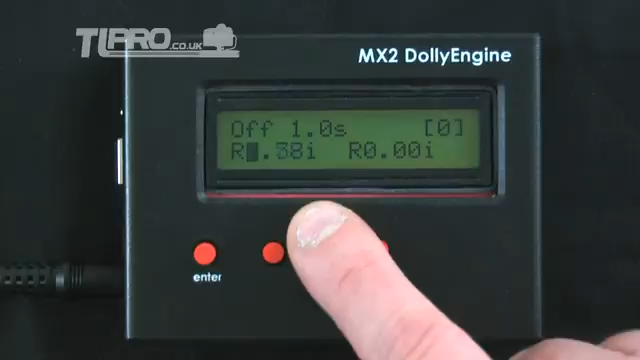 TLPRO.CO.UK
MX2 DollyEngine
Off 1.0s [0]
R .38i R0.00i
enter